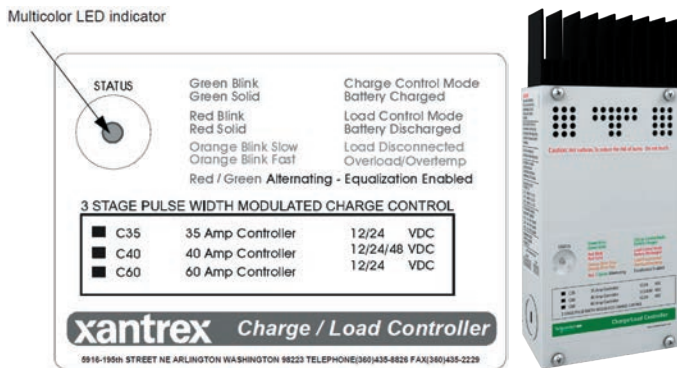 Multicolor LED indicator
STATUS
Green Blink Charge Control Mode
Green Solid Battery Charged
Red Blink Load Control Mode
Red Solid Battery Discharged
Orange Blink Slow Load Disconnected
Orange Blink Fast Overload/Overtemp
Red / Green Alternating - Equalization Enabled
3 STAGE PULSE WIDTH MODULATED CHARGE CONTROL
C35 35 Amp Controller 12/24 VDC
C40 40 Amp Controller 12/24/48 VDC
C60 60 Amp Controller 12/24 VDC
xantrex Charge / Load Controller
5916-195th STREET NE ARLINGTON WASHINGTON 98223 TELEPHONE(360)435-8826 FAX(360)435-2229
STATUS
Charge/Load Controller